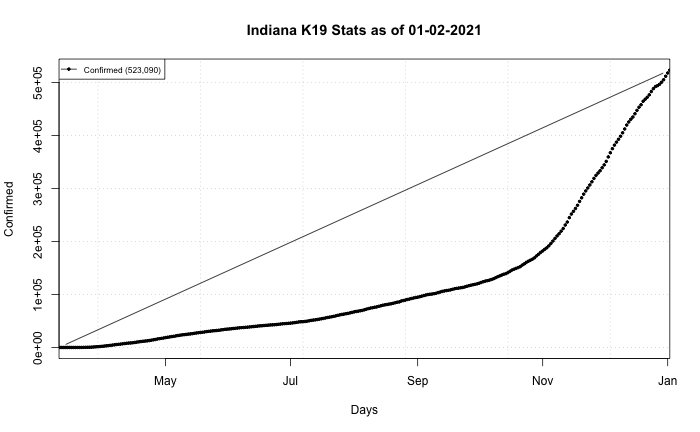 Indiana K19 Stats as of 01-02-2021
Confirmed (523,090)
5e+05
4e+05
3e+05
2e+05
1e+05
0e+00
Confirmed
May Jul Sep Nov Jan
Days